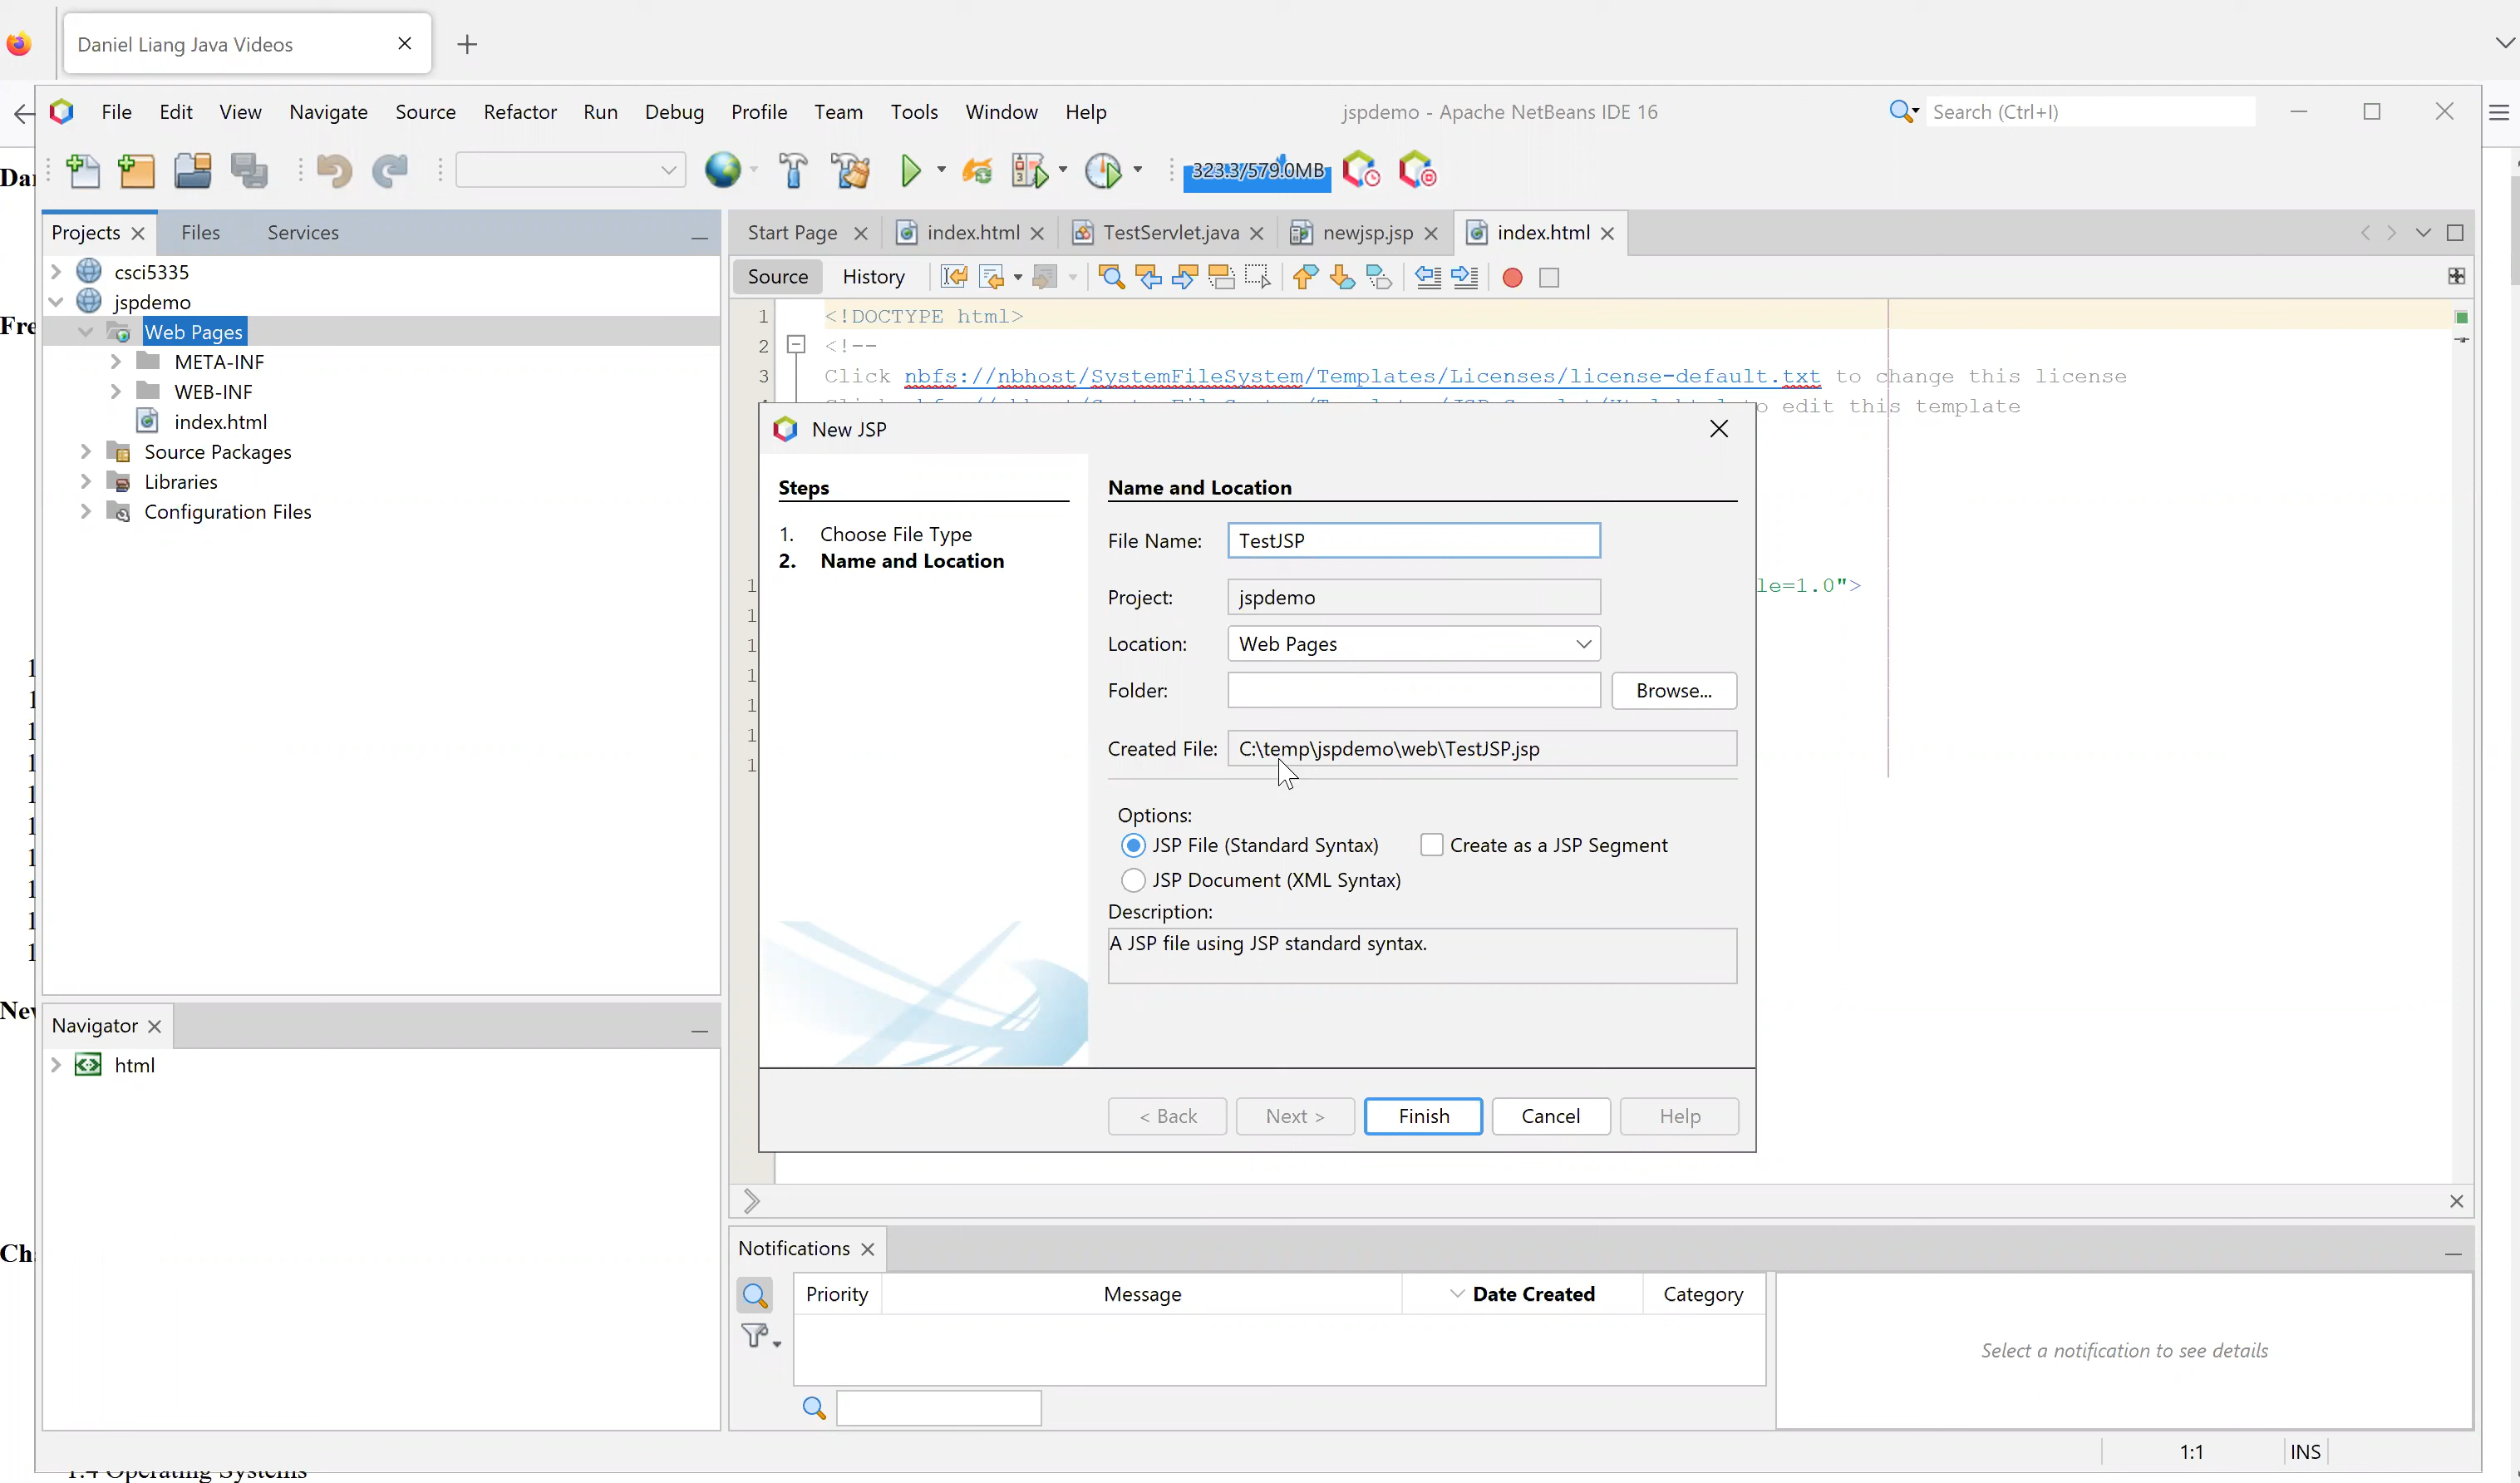 Daniel Liang Java Videos
File Edit View Navigate Source Refactor Run Debug Profile Team Tools Window Help
jspdemo - Apache NetBeans IDE 16
Search (Ctrl+I)
323.3/579.0MB
Projects Files Services
csci5335
jspdemo
Web Pages
META-INF
WEB-INF
index.html
Source Packages
Libraries
Configuration Files
Navigator
html
Start Page index.html TestServlet.java newjsp.jsp index.html
Source History
1 <!DOCTYPE html>
2 <!--
3 Click nbfs://nbhost/SystemFileSystem/Templates/Licenses/license-default.txt to change this license
to edit this template
le=1.0">
New JSP
Steps
1. Choose File Type
2. Name and Location
Name and Location
File Name: TestJSP
Project: jspdemo
Location: Web Pages
Folder: Browse...
Created File: C:\temp\jspdemo\web\TestJSP.jsp
Options:
JSP File (Standard Syntax) Create as a JSP Segment
JSP Document (XML Syntax)
Description:
A JSP file using JSP standard syntax.
< Back Next > Finish Cancel Help
Notifications
Priority Message Date Created Category
Select a notification to see details
1:1 INS
1.4 Operating Systems